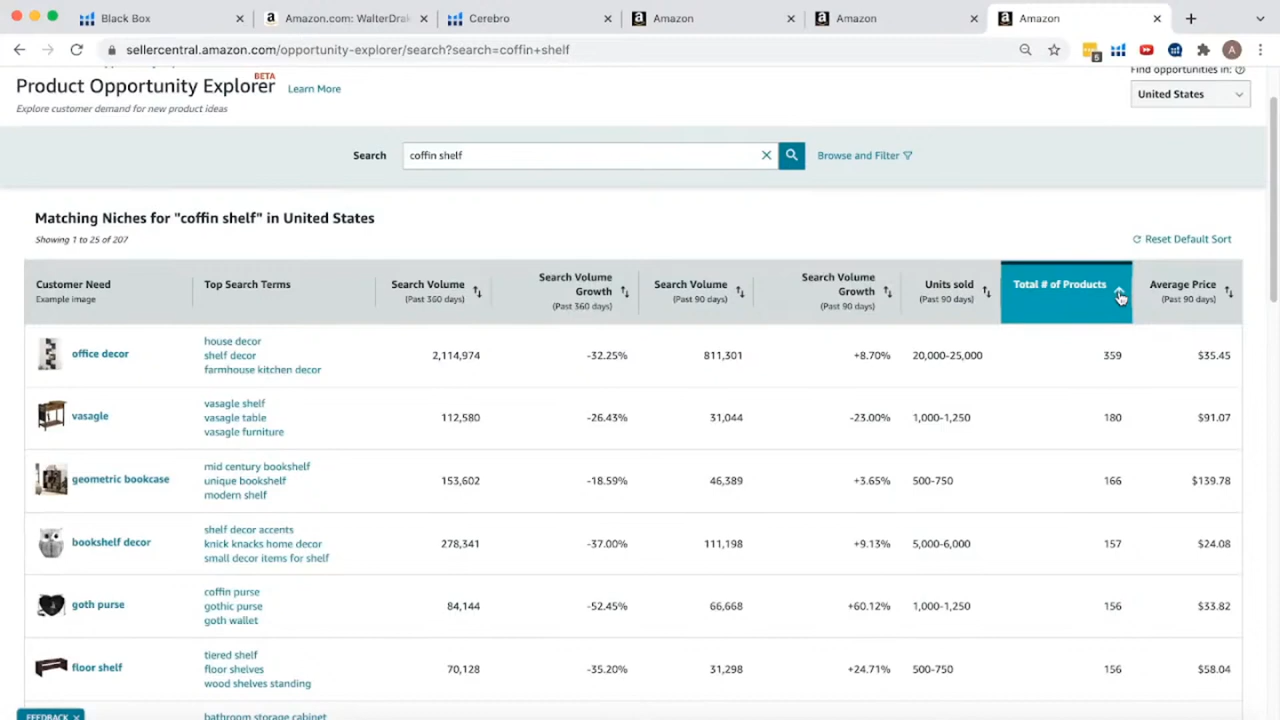 Black Box
Amazon.com: WalterDrak
Cerebro
Amazon
Amazon
Amazon
sellercentral.amazon.com/opportunity-explorer/search?search=coffin+shelf
5
A
Product Opportunity Explorer BETA
Learn More
Explore customer demand for new product ideas
Find opportunities in:
United States
Search
coffin shelf
Browse and Filter
Matching Niches for "coffin shelf" in United States
Showing 1 to 25 of 207
Reset Default Sort
Customer Need
Example image
Top Search Terms
Search Volume
(Past 360 days)
Search Volume
Growth
(Past 360 days)
Search Volume
(Past 90 days)
Search Volume
Growth
(Past 90 days)
Units sold
(Past 90 days)
Total # of Products
Average Price
(Past 90 days)
office decor
house decor
shelf decor
farmhouse kitchen decor
2,114,974
-32.25%
811,301
+8.70%
20,000-25,000
359
$35.45
vasagle
vasagle shelf
vasagle table
vasagle furniture
112,580
-26.43%
31,044
-23.00%
1,000-1,250
180
$91.07
geometric bookcase
mid century bookshelf
unique bookshelf
modern shelf
153,602
-18.59%
46,389
+3.65%
500-750
166
$139.78
bookshelf decor
shelf decor accents
knick knacks home decor
small decor items for shelf
278,341
-37.00%
111,198
+9.13%
5,000-6,000
157
$24.08
goth purse
coffin purse
gothic purse
goth wallet
84,144
-52.45%
66,668
+60.12%
1,000-1,250
156
$33.82
floor shelf
tiered shelf
floor shelves
wood shelves standing
70,128
-35.20%
31,298
+24.71%
500-750
156
$58.04
bathroom storage cabinet
FEEDBACK